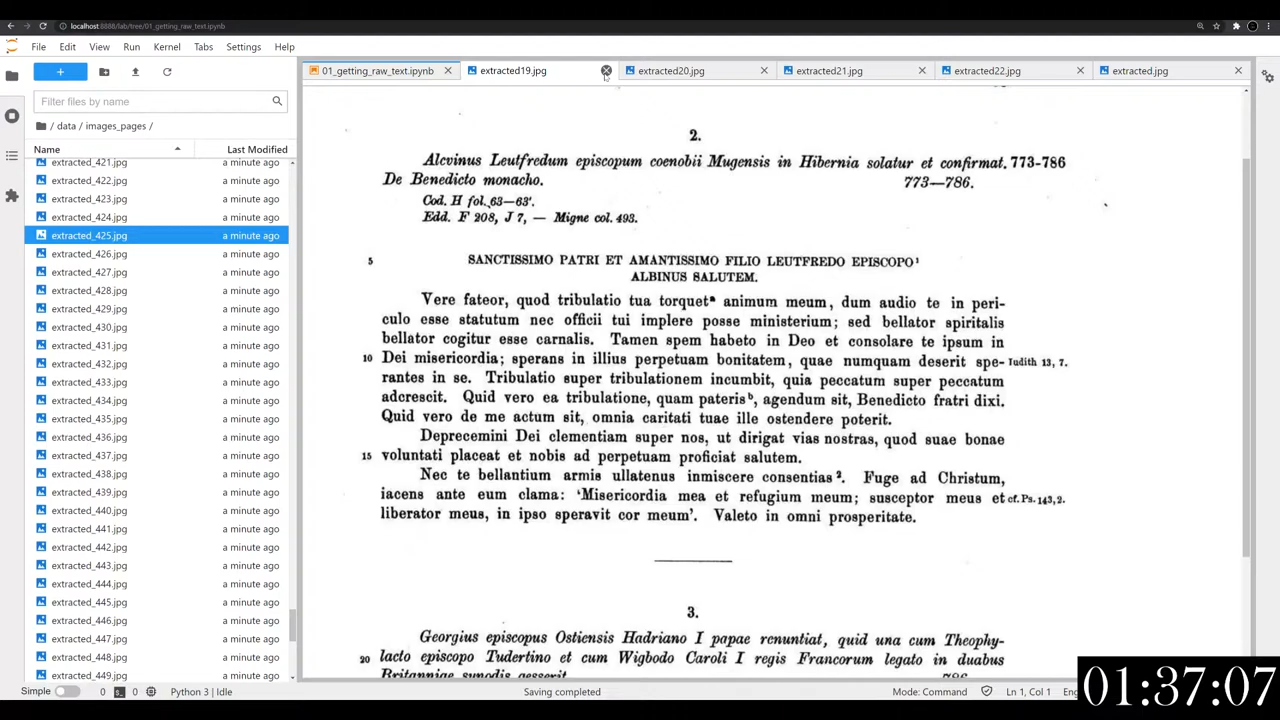 localhost:8888/lab/tree/01_getting_raw_text.ipynb
File Edit View Run Kernel Tabs Settings Help
01_getting_raw_text.ipynb
extracted19.jpg
extracted20.jpg
extracted21.jpg
extracted22.jpg
extracted.jpg
+
Filter files by name
/ data / images_pages /
Name Last Modified
extracted_421.jpg a minute ago
extracted_422.jpg a minute ago
extracted_423.jpg a minute ago
extracted_424.jpg a minute ago
extracted_425.jpg a minute ago
extracted_426.jpg a minute ago
extracted_427.jpg a minute ago
extracted_428.jpg a minute ago
extracted_429.jpg a minute ago
extracted_430.jpg a minute ago
extracted_431.jpg a minute ago
extracted_432.jpg a minute ago
extracted_433.jpg a minute ago
extracted_434.jpg a minute ago
extracted_435.jpg a minute ago
extracted_436.jpg a minute ago
extracted_437.jpg a minute ago
extracted_438.jpg a minute ago
extracted_439.jpg a minute ago
extracted_440.jpg a minute ago
extracted_441.jpg a minute ago
extracted_442.jpg a minute ago
extracted_443.jpg a minute ago
extracted_444.jpg a minute ago
extracted_445.jpg a minute ago
extracted_446.jpg a minute ago
extracted_447.jpg a minute ago
extracted_448.jpg a minute ago
extracted_449.jpg a minute ago
2.
Alcvinus Leutfredum episcopum coenobii Mugensis in Hibernia solatur et confirmat. 773-786
De Benedicto monacho. 773—786.
Cod. H fol. 63—63'.
Edd. F 208, J 7, — Migne col. 493.
5 SANCTISSIMO PATRI ET AMANTISSIMO FILIO LEUTFREDO EPISCOPO¹
ALBINUS SALUTEM.
Vere fateor, quod tribulatio tua torquetᵃ animum meum, dum audio te in peri-
culo esse statutum nec officii tui implere posse ministerium; sed bellator spiritalis
bellator cogitur esse carnalis. Tamen spem habeto in Deo et consolare te ipsum in
10 Dei misericordia; sperans in illius perpetuam bonitatem, quae numquam deserit spe- Iudith 13, 7.
rantes in se. Tribulatio super tribulationem incumbit, quia peccatum super peccatum
adcrescit. Quid vero ea tribulatione, quam paterisᵇ, agendum sit, Benedicto fratri dixi.
Quid vero de me actum sit, omnia caritati tuae ille ostendere poterit.
Deprecemini Dei clementiam super nos, ut dirigat vias nostras, quod suae bonae
15 voluntati placeat et nobis ad perpetuam proficiat salutem.
Nec te bellantium armis ullatenus inmiscere consentias ². Fuge ad Christum,
iacens ante eum clama: 'Misericordia mea et refugium meum; susceptor meus et cf. Ps. 143, 2.
liberator meus, in ipso speravit cor meum'. Valeto in omni prosperitate.
3.
Georgius episcopus Ostiensis Hadriano I papae renuntiat, quid una cum Theophy-
20 lacto episcopo Tudertino et cum Wigbodo Caroli I regis Francorum legato in duabus
Britanniae synodis gesserit. 786
Simple 0 0 Python 3 | Idle Saving completed Mode: Command Ln 1, Col 1 Eng
01:37:07